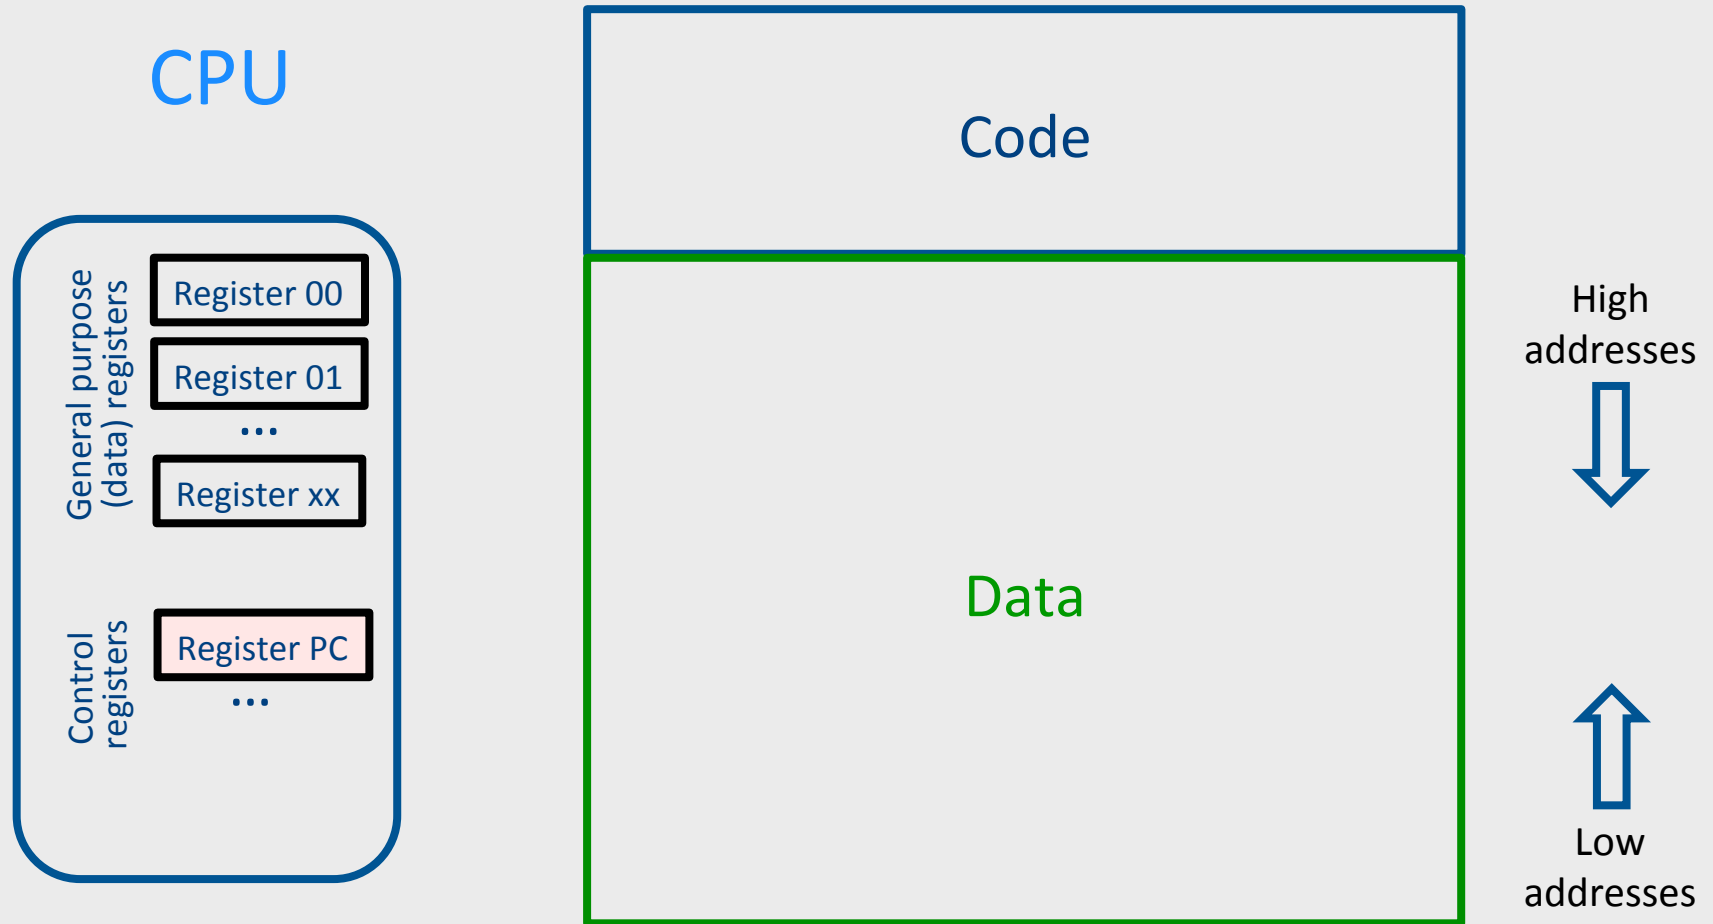 CPU
General purpose
(data) registers
Register 00
Register 01
...
Register xx
Control
registers
Register PC
...
Code
Data
High
addresses
Low
addresses